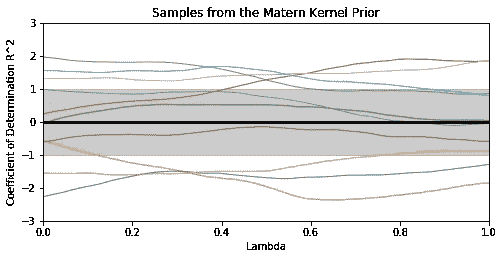 Samples from the Matern Kernel Prior
Coefficient of Determination R^2
3
2
1
0
−1
−2
−3
0.0 0.2 0.4 0.6 0.8 1.0
Lambda